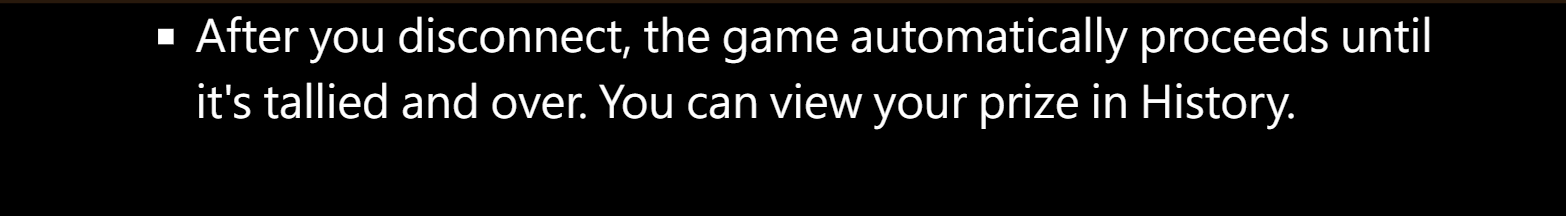 ▪ After you disconnect, the game automatically proceeds until
it's tallied and over. You can view your prize in History.